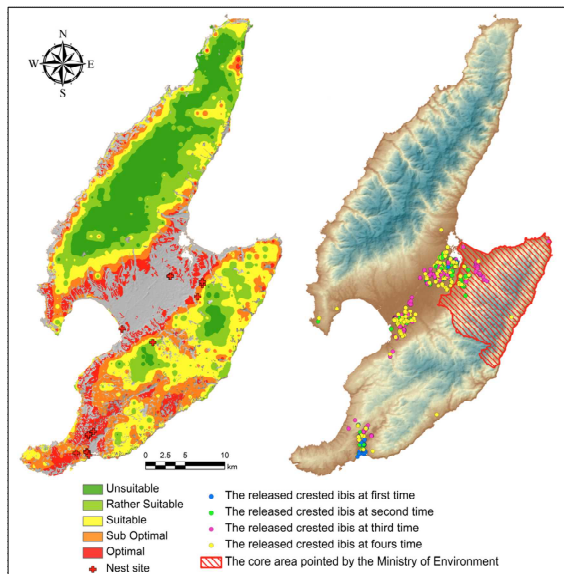 N
W E
S
0 2.5 5 10
km
Unsuitable
Rather Suitable
Suitable
Sub Optimal
Optimal
Nest site
The released crested ibis at first time
The released crested ibis at second time
The released crested ibis at third time
The released crested ibis at fours time
The core area pointed by the Ministry of Environment